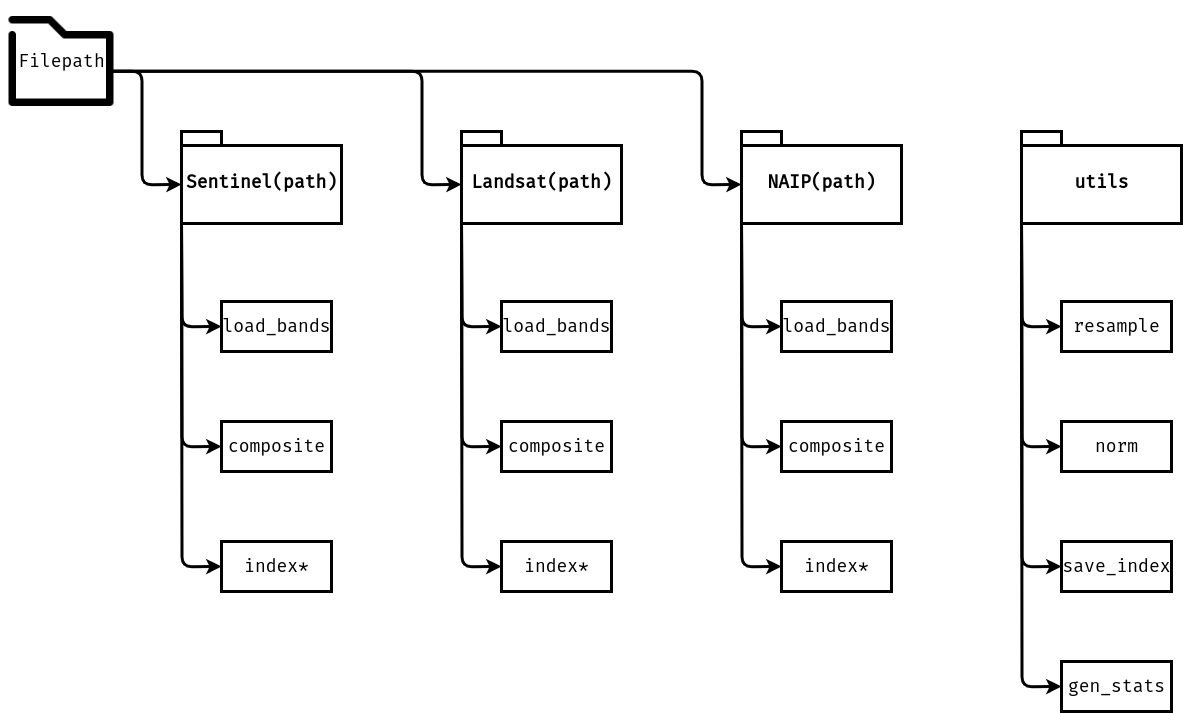 Filepath
Sentinel(path)
Landsat(path)
NAIP(path)
utils
load_bands
load_bands
load_bands
resample
composite
composite
composite
norm
index*
index*
index*
save_index
gen_stats